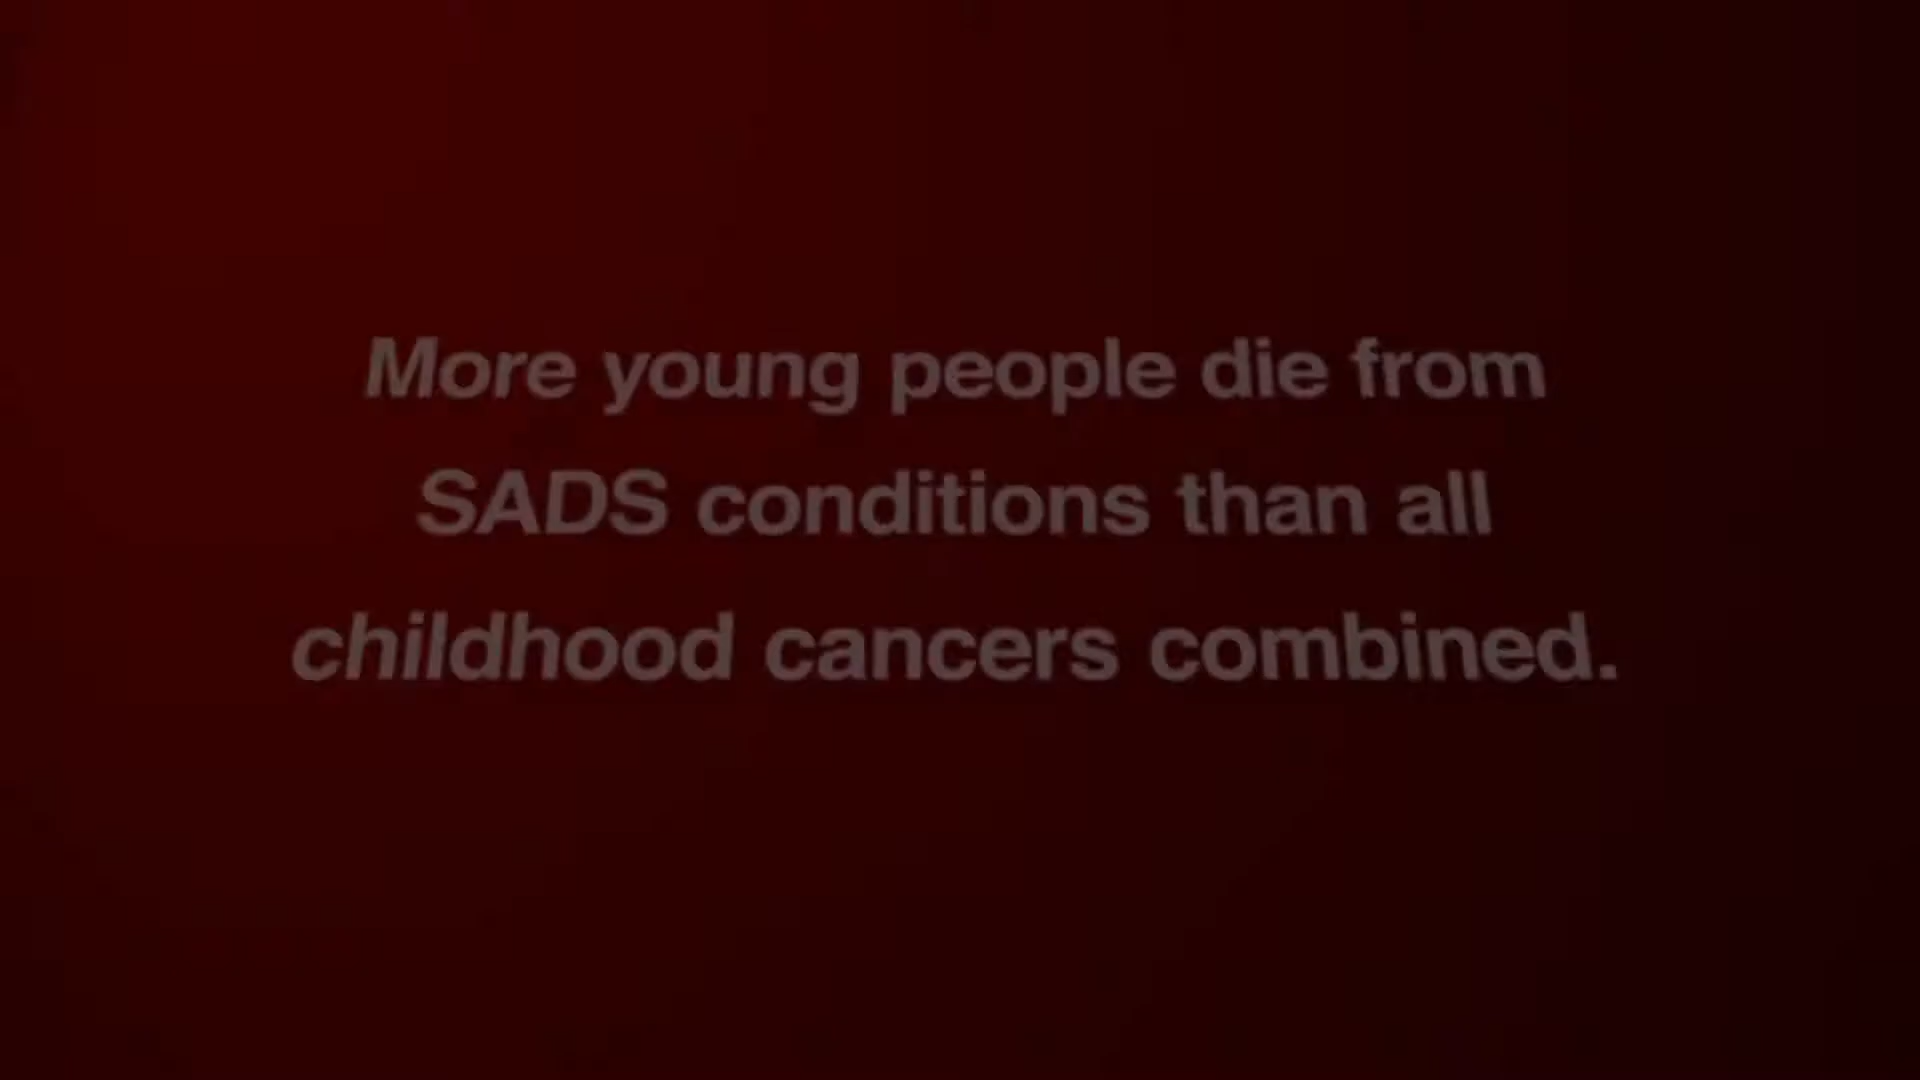 More young people die from
SADS conditions than all
childhood cancers combined.